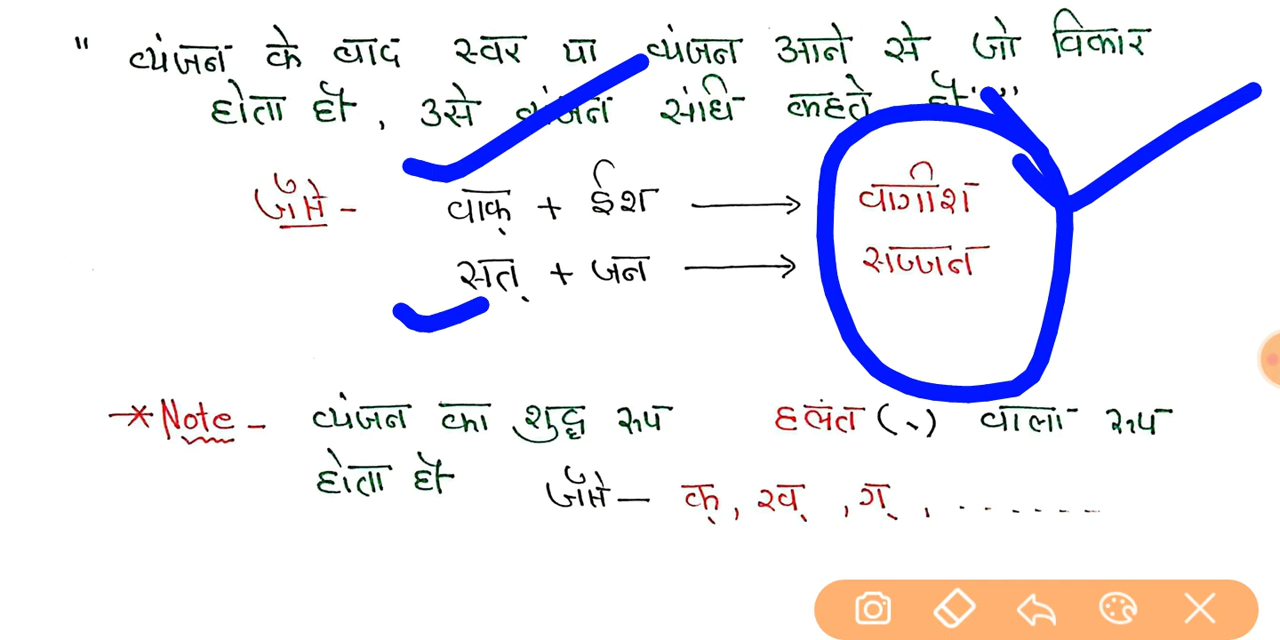 " व्यंजन के बाद स्वर या व्यंजन आने से जो विकार
होता है, उसे व्यंजन संधि कहते है"
जैसे - वाक् + ईश → वागीश
सत् + जन → सज्जन
* Note - व्यंजन का शुद्ध रूप हलंत (्) वाला रूप
होता है जैसे - क्, ख्, ग्, .......